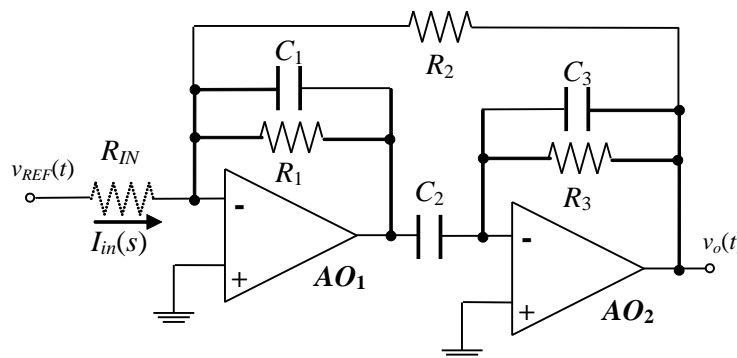 R2
C1
C3
RIN
vREF(t)
R1
C2
R3
Iin(s)
-
+
AO1
-
+
AO2
vo(t